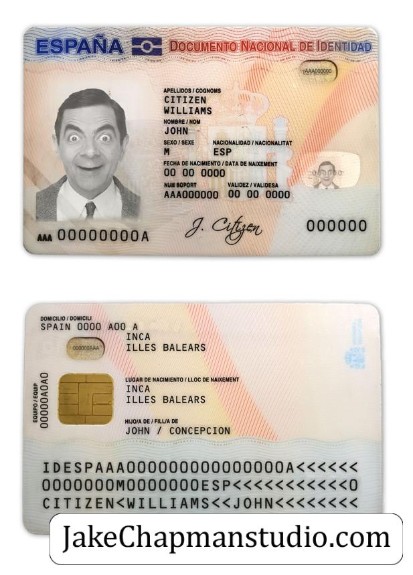 ESPAÑA DOCUMENTO NACIONAL DE IDENTIDAD
AAA000000
APELLIDOS / COGNOMS
CITIZEN
WILLIAMS
NOMBRE / NOM
JOHN
SEXO / SEXE NACIONALIDAD / NACIONALITAT
M ESP
FECHA DE NACIMIENTO / DATA DE NAIXEMENT
00 00 0000
NUM SOPORT VALIDEZ / VALIDESA
AAA000000 00 00 0000
J. Citizen
000000
AAA 00000000A
DOMICILIO / DOMICILI
SPAIN 0000 A00 A
INCA
ILLES BALEARS
LUGAR DE NACIMIENTO / LLOC DE NAIXEMENT
INCA
ILLES BALEARS
HIJO/A DE / FILL/A DE
JOHN / CONCEPCION
EQUIPO / EQUIP
00000A0A0
IDESPAAA000000000000000A<<<<<<
0000000M0000000ESP<<<<<<<<<<<0
CITIZEN<WILLIAMS<<JOHN<<<<<<<<
JakeChapmanstudio.com